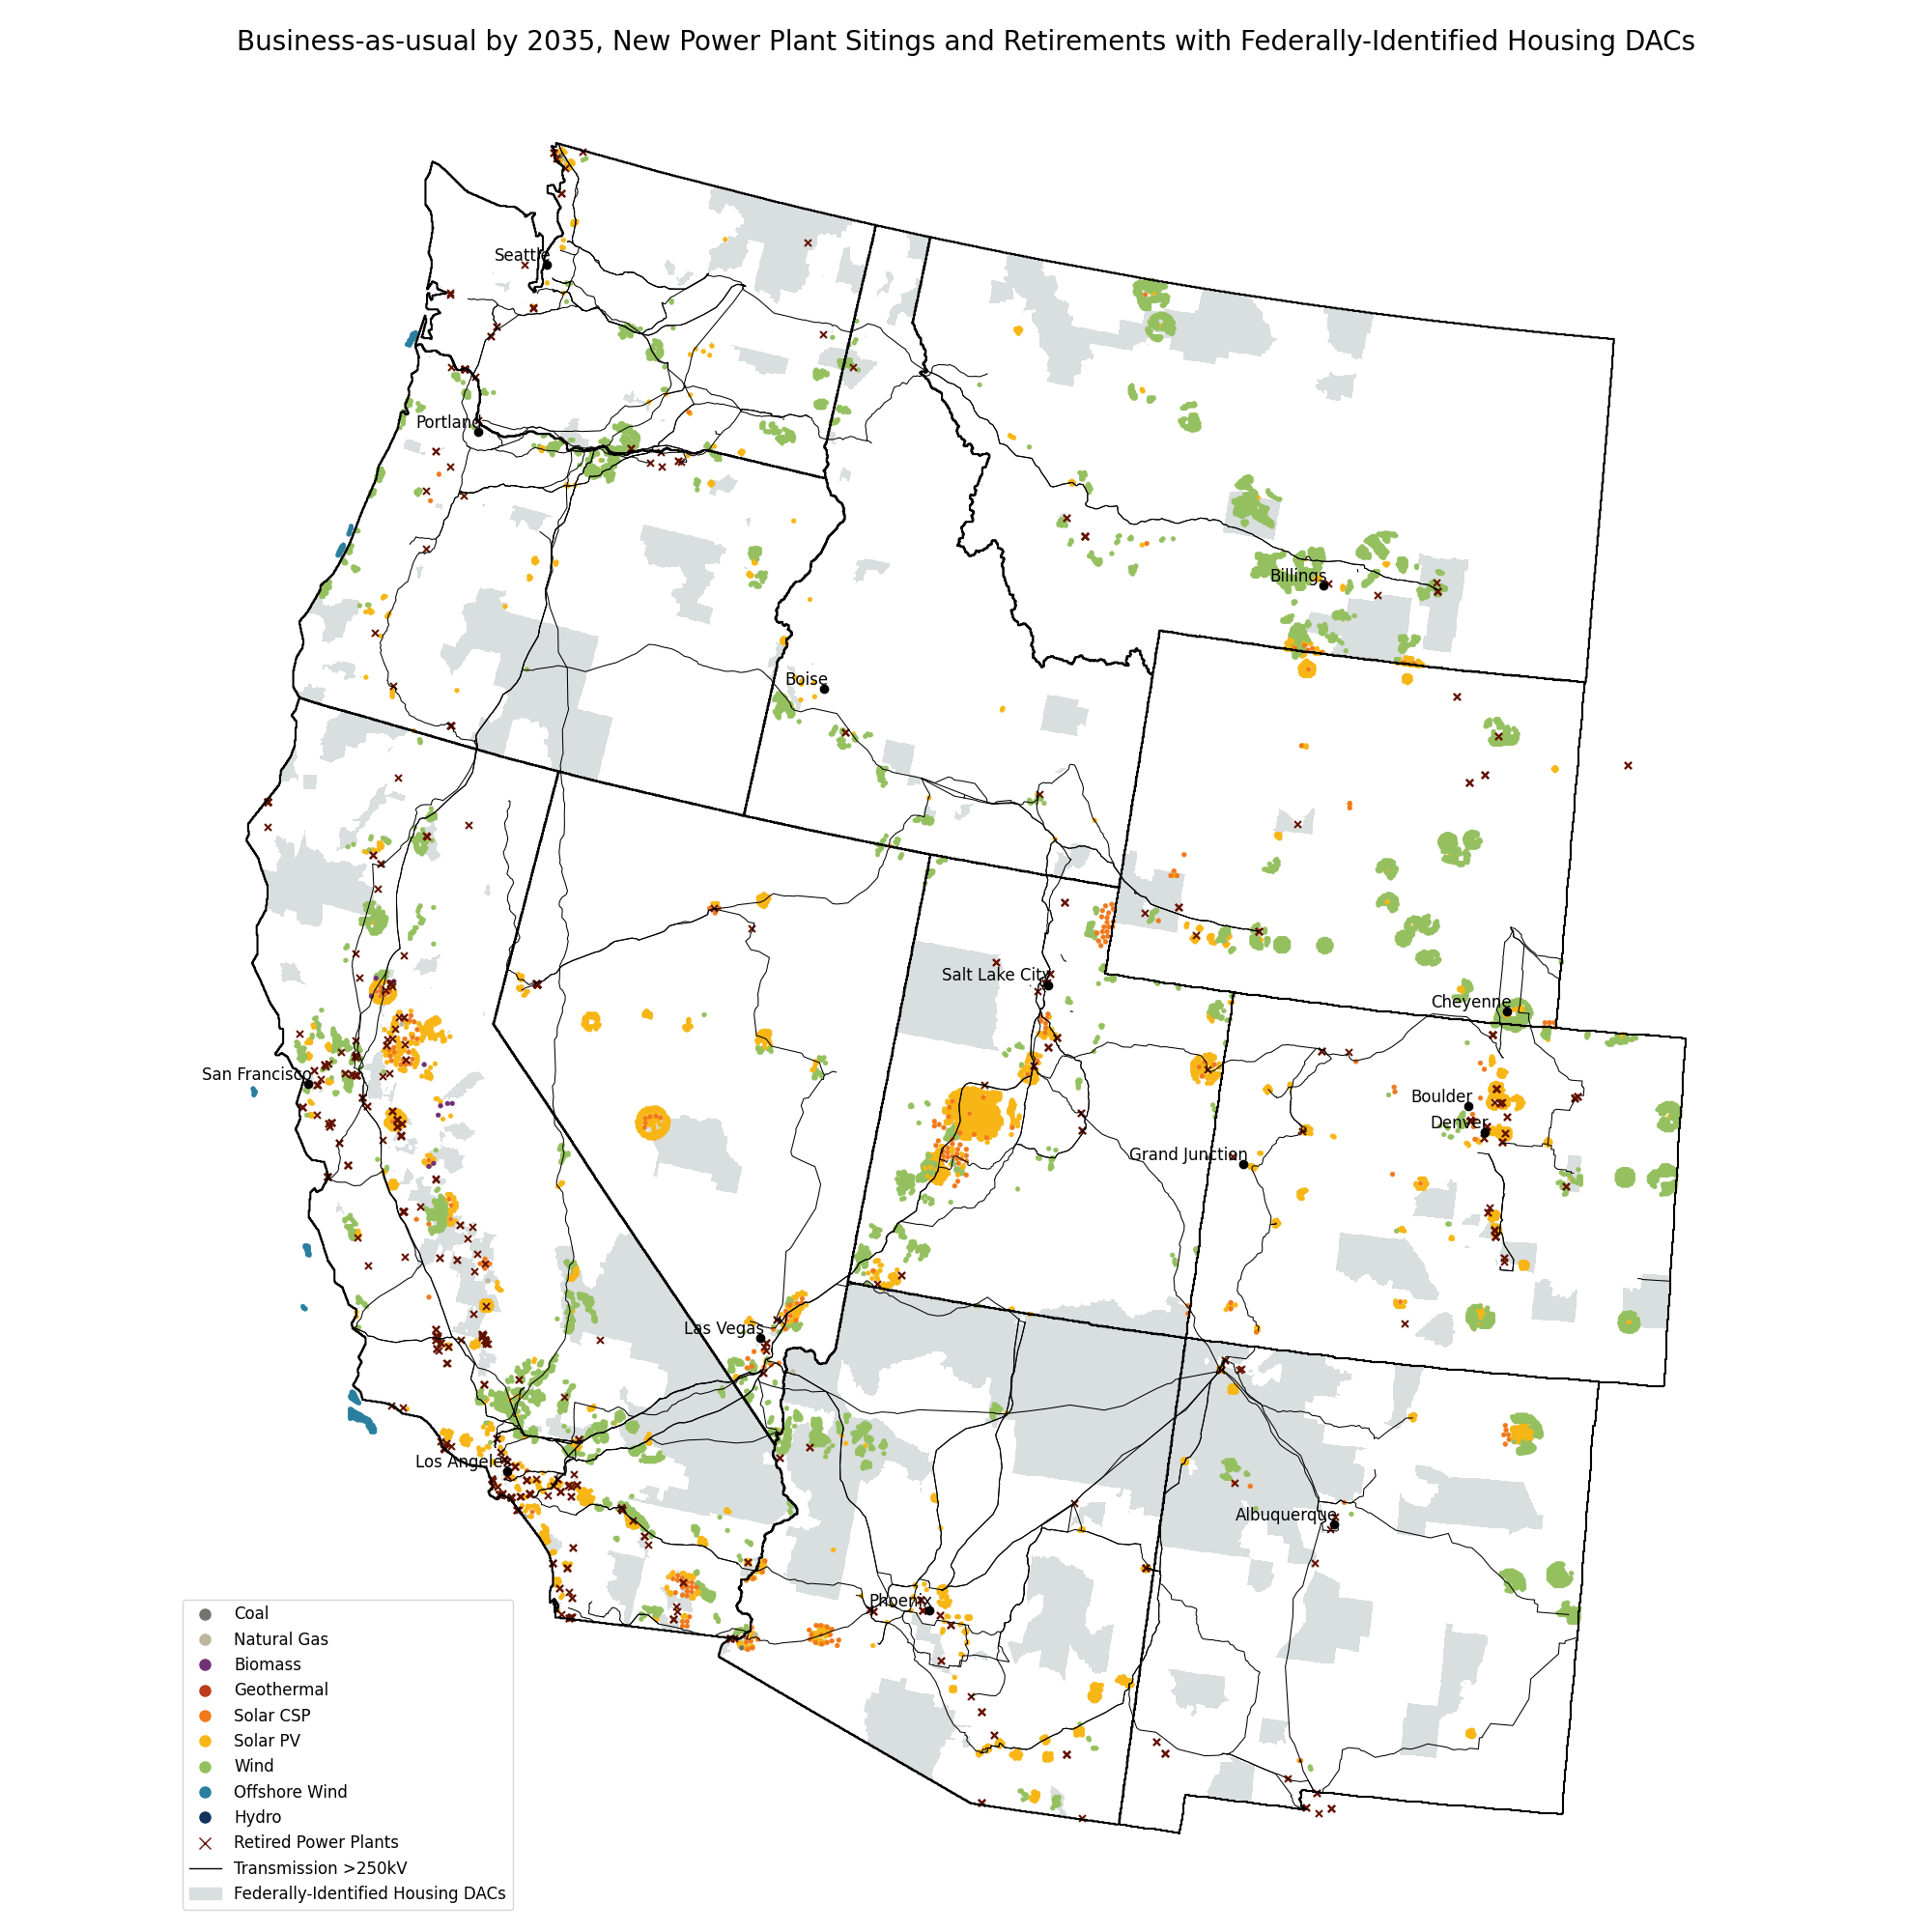 Business-as-usual by 2035, New Power Plant Sitings and Retirements with Federally-Identified Housing DACs
Seattle
Portland
Billings
Boise
Salt Lake City
Cheyenne
San Francisco
Boulder
Denver
Grand Junction
Las Vegas
Los Angeles
Albuquerque
Phoenix
Coal
Natural Gas
Biomass
Geothermal
Solar CSP
Solar PV
Wind
Offshore Wind
Hydro
Retired Power Plants
Transmission >250kV
Federally-Identified Housing DACs